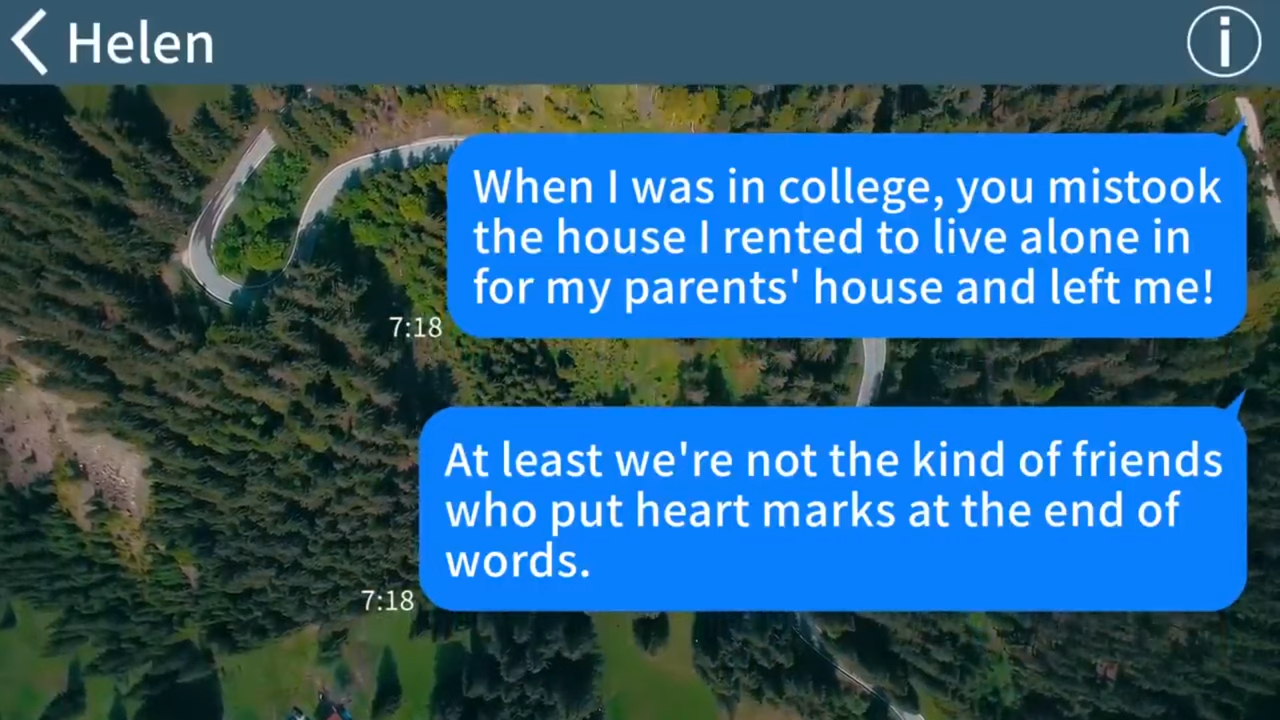 Helen
i
When I was in college, you mistook
the house I rented to live alone in
for my parents' house and left me!
7:18
At least we're not the kind of friends
who put heart marks at the end of
words.
7:18